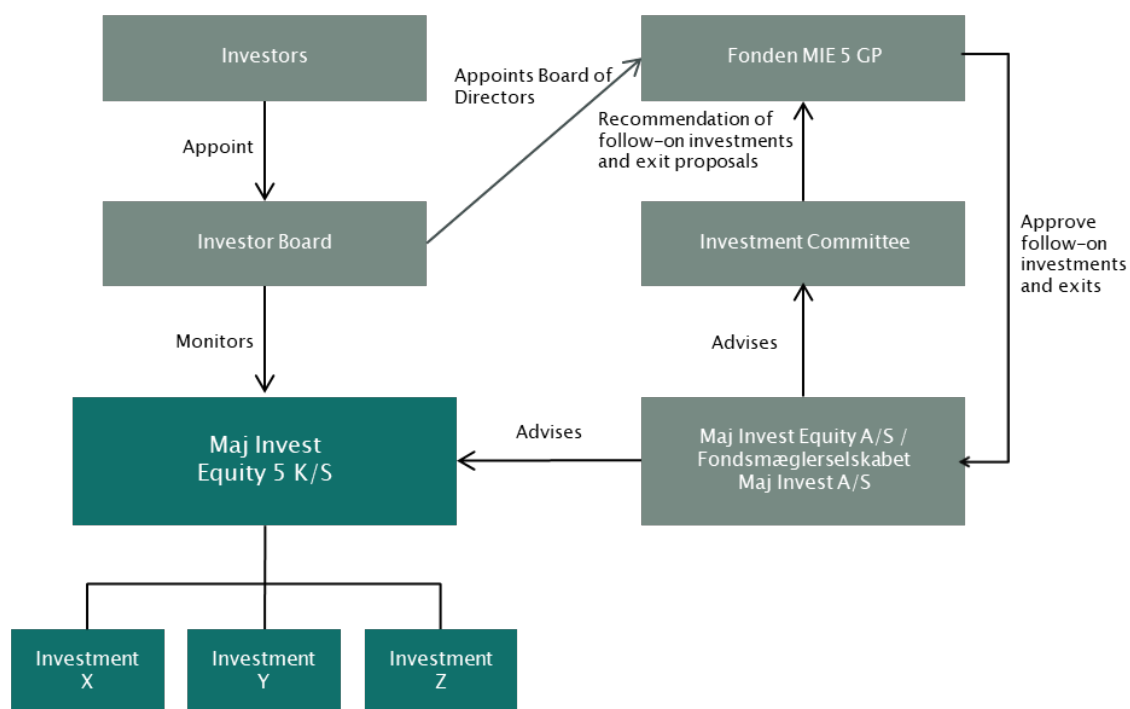 Investors
Fonden MIE 5 GP
Appoints Board of
Directors
Recommendation of
follow-on investments
and exit proposals
Appoint
Investor Board
Investment Committee
Approve
follow-on
investments
and exits
Monitors
Advises
Maj Invest
Equity 5 K/S
Advises
Maj Invest Equity A/S /
Fondsmæglerselskabet
Maj Invest A/S
Investment
X
Investment
Y
Investment
Z